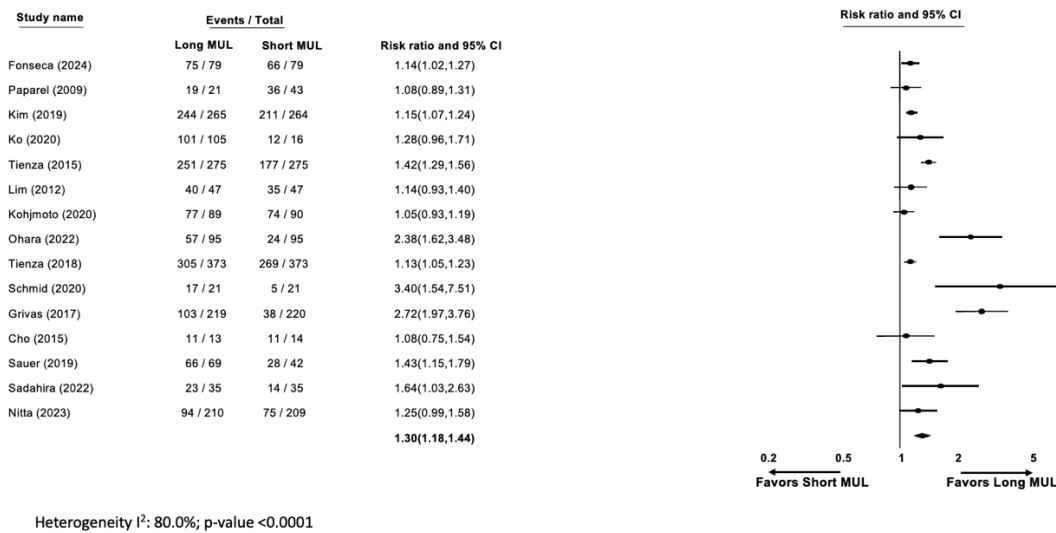 Study name Events / Total Risk ratio and 95% CI
Long MUL Short MUL Risk ratio and 95% CI
Fonseca (2024) 75 / 79 66 / 79 1.14(1.02,1.27)
Paparel (2009) 19 / 21 36 / 43 1.08(0.89,1.31)
Kim (2019) 244 / 265 211 / 264 1.15(1.07,1.24)
Ko (2020) 101 / 105 12 / 16 1.28(0.96,1.71)
Tienza (2015) 251 / 275 177 / 275 1.42(1.29,1.56)
Lim (2012) 40 / 47 35 / 47 1.14(0.93,1.40)
Kohjmoto (2020) 77 / 89 74 / 90 1.05(0.93,1.19)
Ohara (2022) 57 / 95 24 / 95 2.38(1.62,3.48)
Tienza (2018) 305 / 373 269 / 373 1.13(1.05,1.23)
Schmid (2020) 17 / 21 5 / 21 3.40(1.54,7.51)
Grivas (2017) 103 / 219 38 / 220 2.72(1.97,3.76)
Cho (2015) 11 / 13 11 / 14 1.08(0.75,1.54)
Sauer (2019) 66 / 69 28 / 42 1.43(1.15,1.79)
Sadahira (2022) 23 / 35 14 / 35 1.64(1.03,2.63)
Nitta (2023) 94 / 210 75 / 209 1.25(0.99,1.58)
1.30(1.18,1.44)
0.2 0.5 1 2 5
Favors Short MUL Favors Long MUL
Heterogeneity I²: 80.0%; p-value <0.0001